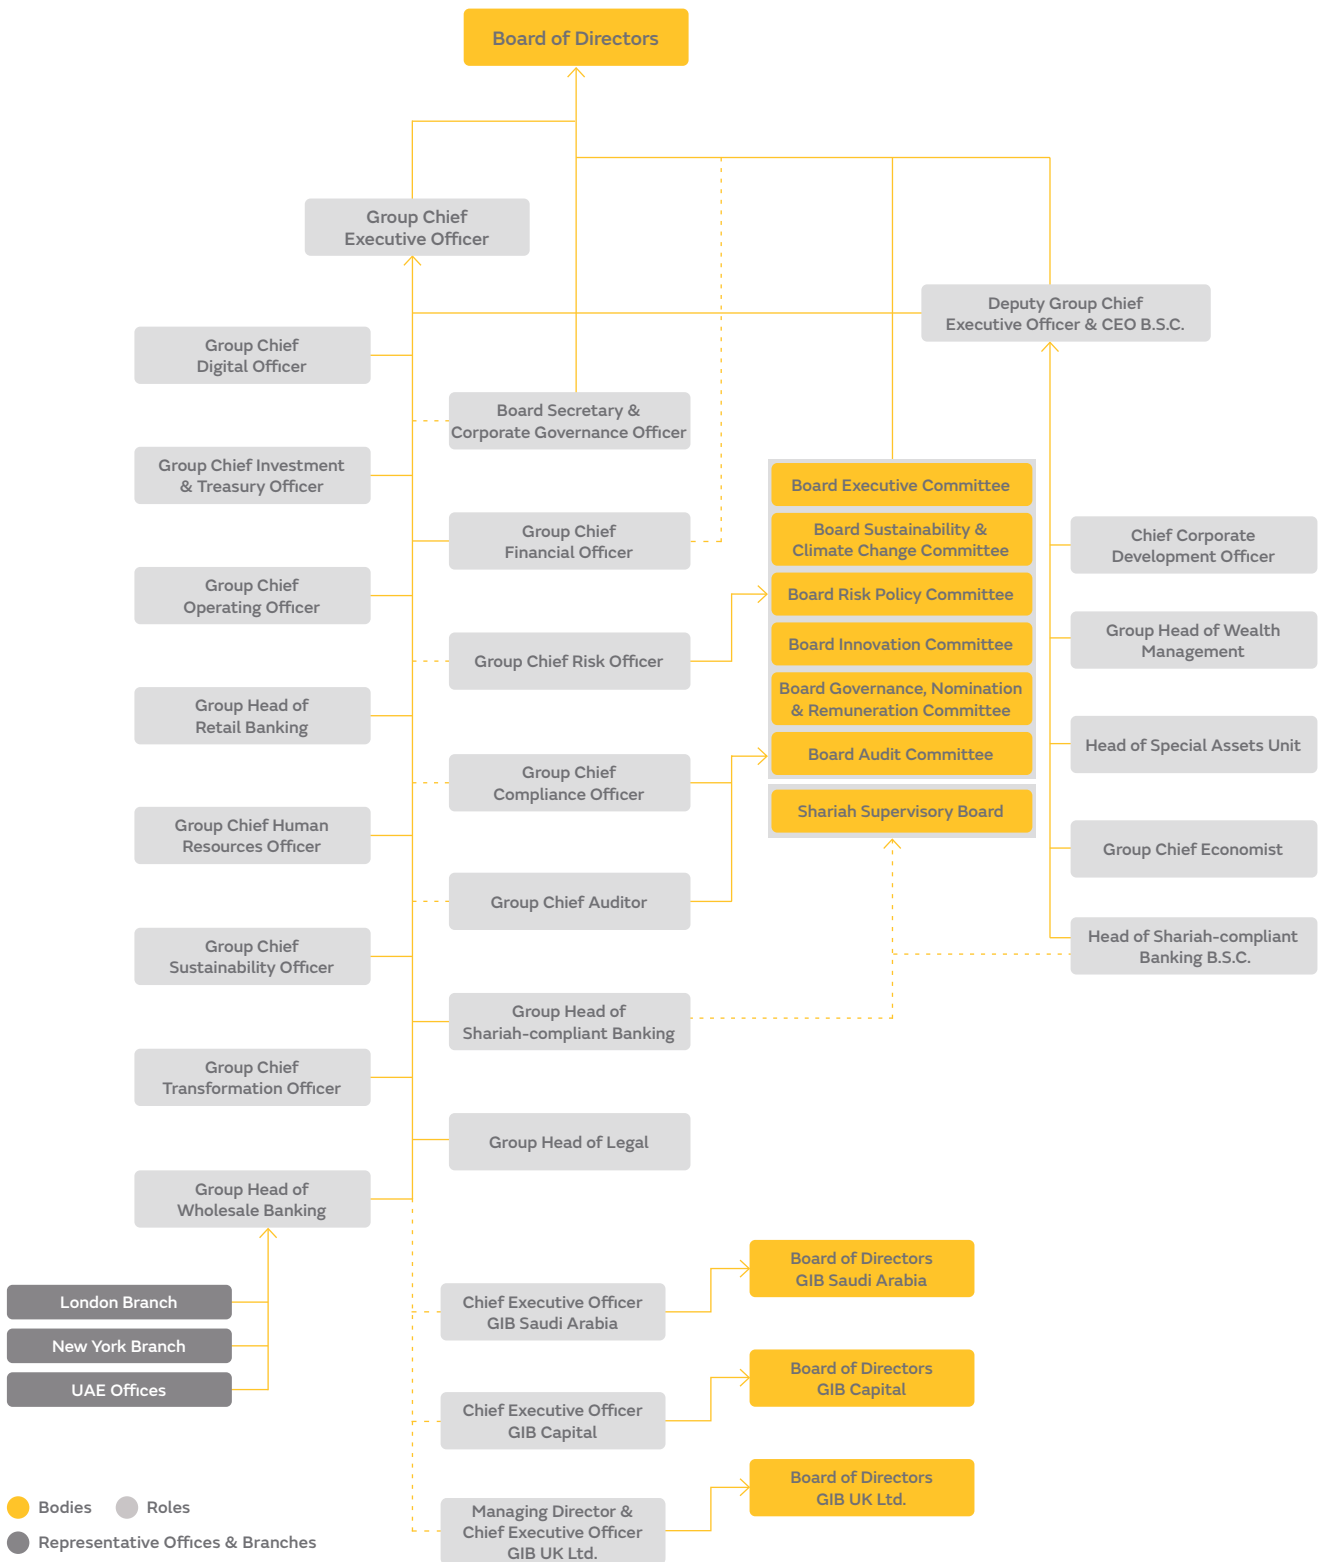 Board of Directors
Group Chief
Executive Officer
Deputy Group Chief
Executive Officer & CEO B.S.C.
Group Chief
Digital Officer
Board Secretary &
Corporate Governance Officer
Group Chief Investment
& Treasury Officer
Board Executive Committee
Group Chief
Financial Officer
Board Sustainability &
Climate Change Committee
Chief Corporate
Development Officer
Group Chief
Operating Officer
Board Risk Policy Committee
Group Head of Wealth
Management
Group Chief Risk Officer
Board Innovation Committee
Group Head of
Retail Banking
Board Governance, Nomination
& Remuneration Committee
Head of Special Assets Unit
Group Chief
Compliance Officer
Board Audit Committee
Group Chief Human
Resources Officer
Shariah Supervisory Board
Group Chief Economist
Group Chief Auditor
Group Chief
Sustainability Officer
Head of Shariah-compliant
Banking B.S.C.
Group Head of
Shariah-compliant Banking
Group Chief
Transformation Officer
Group Head of Legal
Group Head of
Wholesale Banking
London Branch
New York Branch
UAE Offices
Chief Executive Officer
GIB Saudi Arabia
Board of Directors
GIB Saudi Arabia
Chief Executive Officer
GIB Capital
Board of Directors
GIB Capital
Managing Director &
Chief Executive Officer
GIB UK Ltd.
Board of Directors
GIB UK Ltd.
Bodies
Roles
Representative Offices & Branches